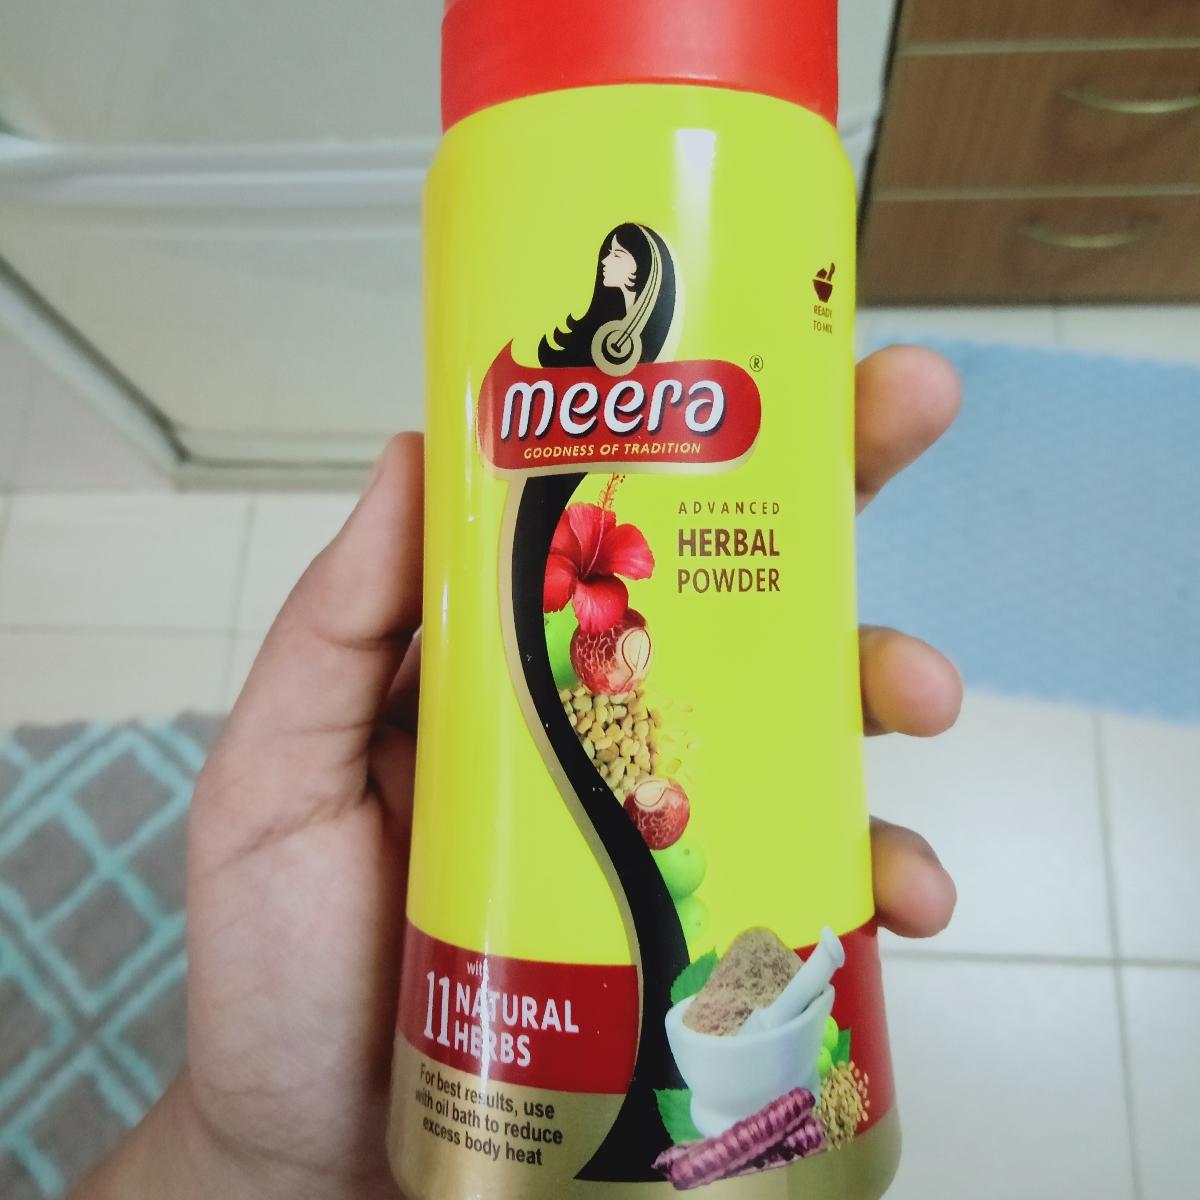 READY
TO MIX
meera
®
GOODNESS OF TRADITION
ADVANCED
HERBAL
POWDER
with
11 NATURAL
HERBS
For best results, use
with oil bath to reduce
excess body heat